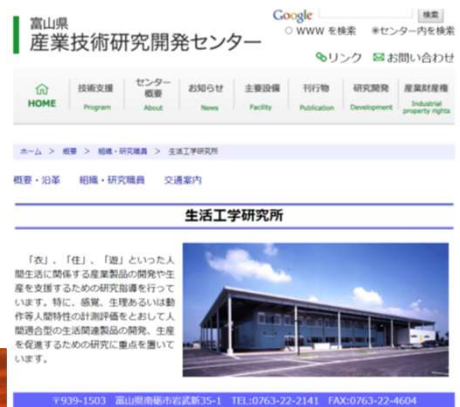 富山県
産業技術研究開発センター
Google
検索
WWW を検索 センター内を検索
リンク お問い合わせ
HOME
技術支援
Program
センター
概要
About
お知らせ
News
主要設備
Facility
刊行物
Publication
研究開発
Development
産業財産権
Industrial
property rights
ホーム > 概要 > 組織・研究職員 > 生活工学研究所
概要・沿革 組織・研究職員 交通案内
生活工学研究所
「衣」、「住」、「遊」といった人
間生活に関係する産業製品の開発や生
産を支援するための研究指導を行って
います。特に、感覚、生理あるいは動
作等人間特性の計測評価をとおして人
間適合型の生活関連製品の開発、生産
を促進するための研究に重点を置いて
います。
〒939-1503 富山県南砺市岩武新35-1 TEL:0763-22-2141 FAX:0763-22-4604